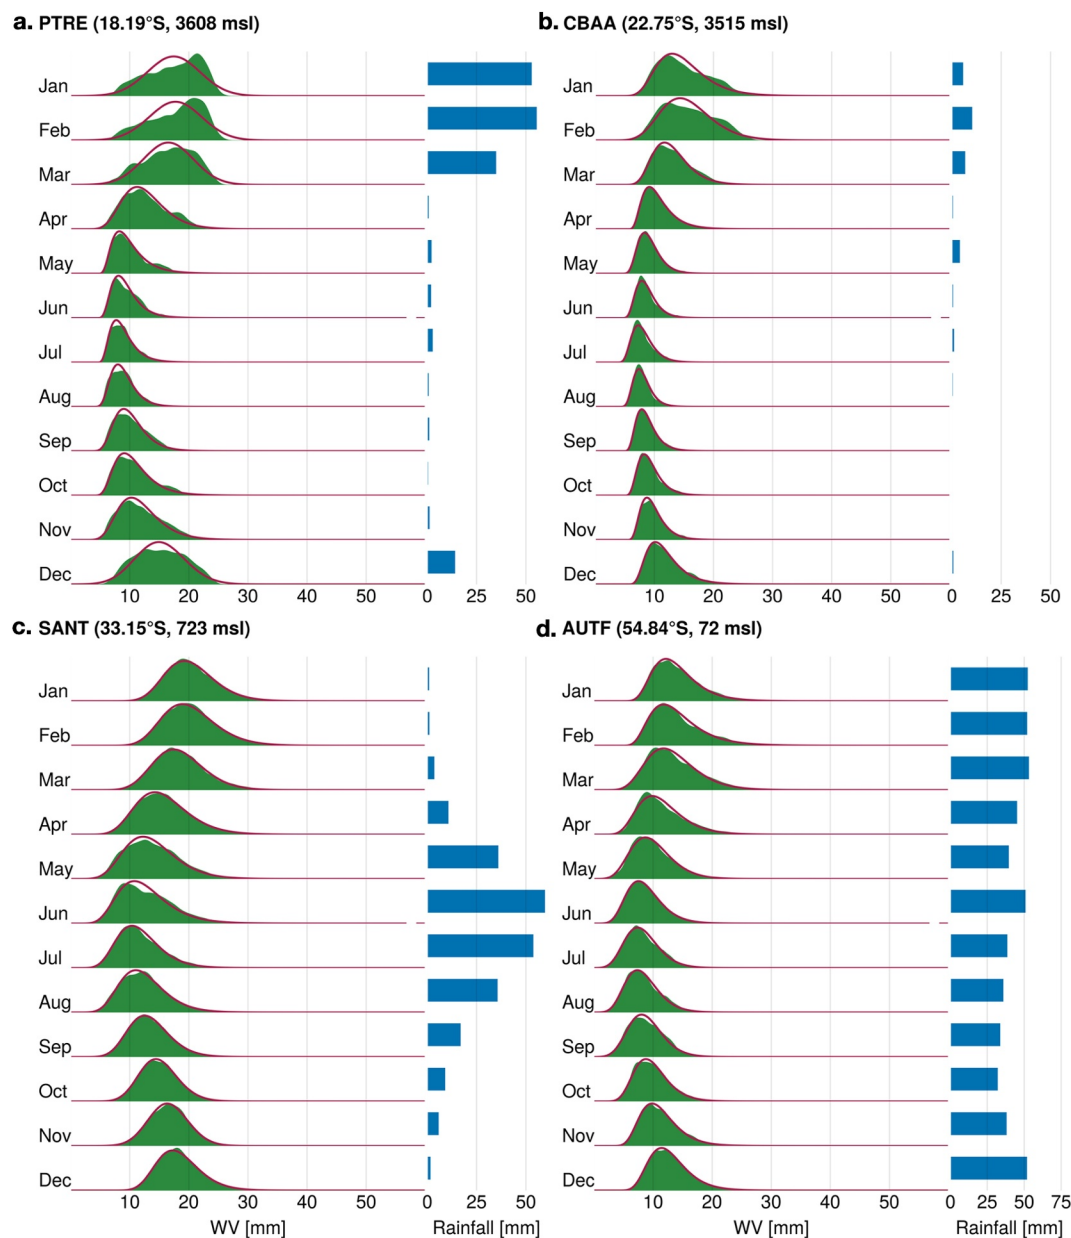 a. PTRE (18.19°S, 3608 msl)
Jan
Feb
Mar
Apr
May
Jun
Jul
Aug
Sep
Oct
Nov
Dec
10 20 30 40 50 0 25 50
b. CBAA (22.75°S, 3515 msl)
Jan
Feb
Mar
Apr
May
Jun
Jul
Aug
Sep
Oct
Nov
Dec
10 20 30 40 50 0 25 50
c. SANT (33.15°S, 723 msl)
Jan
Feb
Mar
Apr
May
Jun
Jul
Aug
Sep
Oct
Nov
Dec
10 20 30 40 50 0 25 50
WV [mm] Rainfall [mm]
d. AUTF (54.84°S, 72 msl)
Jan
Feb
Mar
Apr
May
Jun
Jul
Aug
Sep
Oct
Nov
Dec
10 20 30 40 50 0 25 50 75
WV [mm] Rainfall [mm]